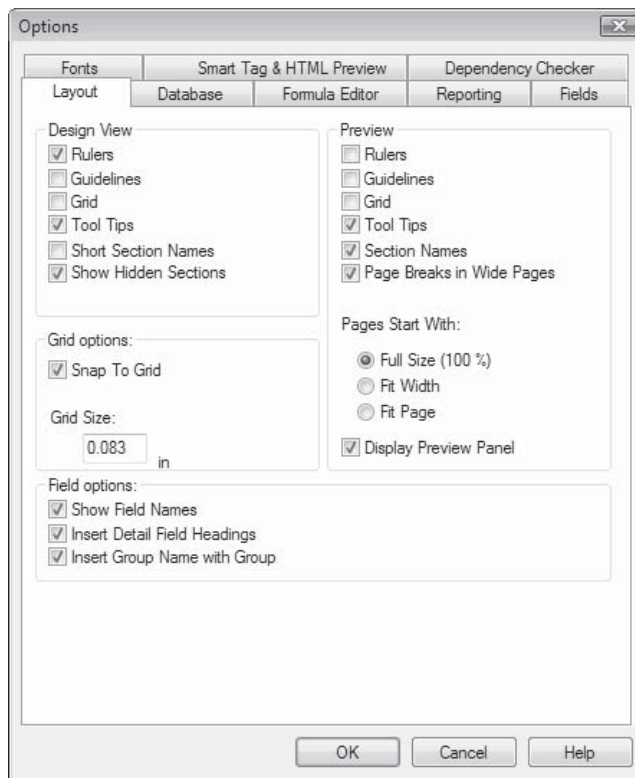 Options
Fonts
Smart Tag & HTML Preview
Dependency Checker
Layout
Database
Formula Editor
Reporting
Fields
Design View
Rulers
Guidelines
Grid
Tool Tips
Short Section Names
Show Hidden Sections
Preview
Rulers
Guidelines
Grid
Tool Tips
Section Names
Page Breaks in Wide Pages
Pages Start With:
Full Size (100 %)
Fit Width
Fit Page
Display Preview Panel
Grid options:
Snap To Grid
Grid Size:
0.083
in
Field options:
Show Field Names
Insert Detail Field Headings
Insert Group Name with Group
OK
Cancel
Help